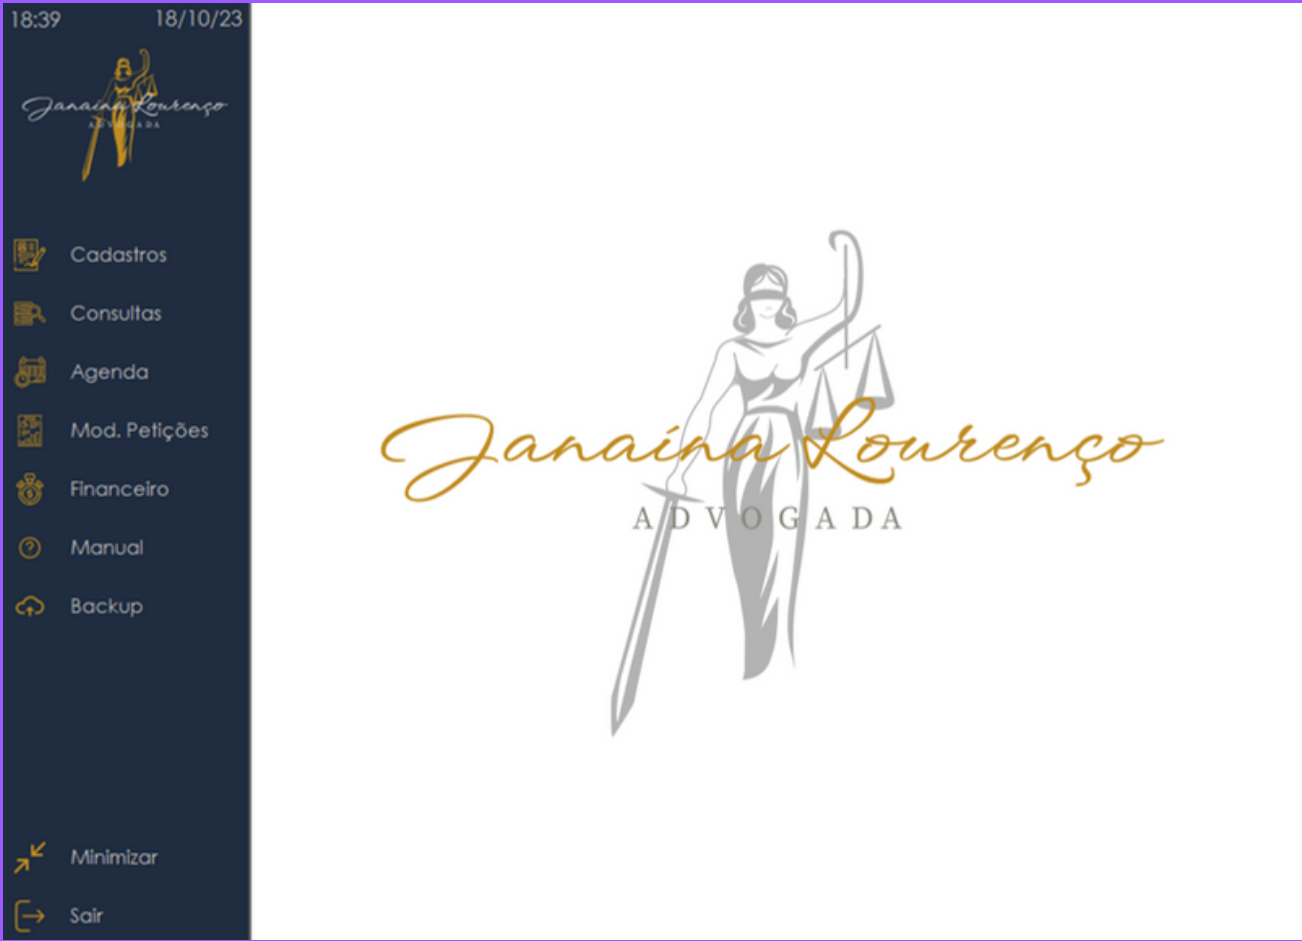 18:39 18/10/23
Janaína Lourenço
ADVOGADA
Cadastros
Consultas
Agenda
Mod. Petições
Financeiro
Manual
Backup
Minimizar
Sair
Janaína Lourenço
ADVOGADA